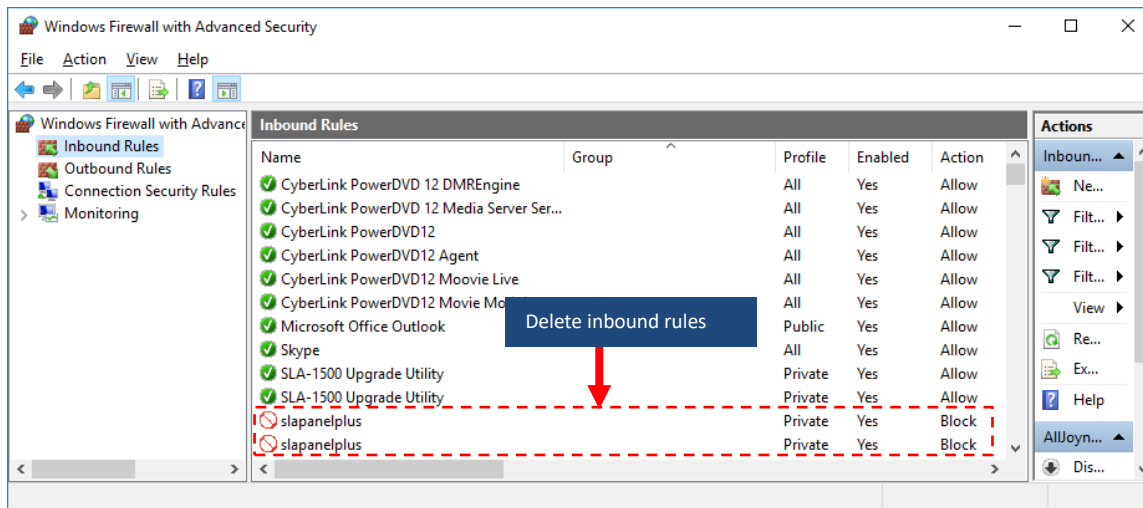 Windows Firewall with Advanced Security
File Action View Help
Windows Firewall with Advance
Inbound Rules
Outbound Rules
Connection Security Rules
Monitoring
Inbound Rules
Name Group Profile Enabled Action
CyberLink PowerDVD 12 DMREngine All Yes Allow
CyberLink PowerDVD 12 Media Server Ser... All Yes Allow
CyberLink PowerDVD12 All Yes Allow
CyberLink PowerDVD12 Agent All Yes Allow
CyberLink PowerDVD12 Moovie Live All Yes Allow
CyberLink PowerDVD12 Movie All Yes Allow
Microsoft Office Outlook Public Yes Allow
Skype All Yes Allow
SLA-1500 Upgrade Utility Private Yes Allow
SLA-1500 Upgrade Utility Private Yes Allow
slapanelplus Private Yes Block
slapanelplus Private Yes Block
Delete inbound rules
Actions
Inboun...
Ne...
Filt...
Filt...
Filt...
View
Re...
Ex...
Help
AllJoyn...
Dis...